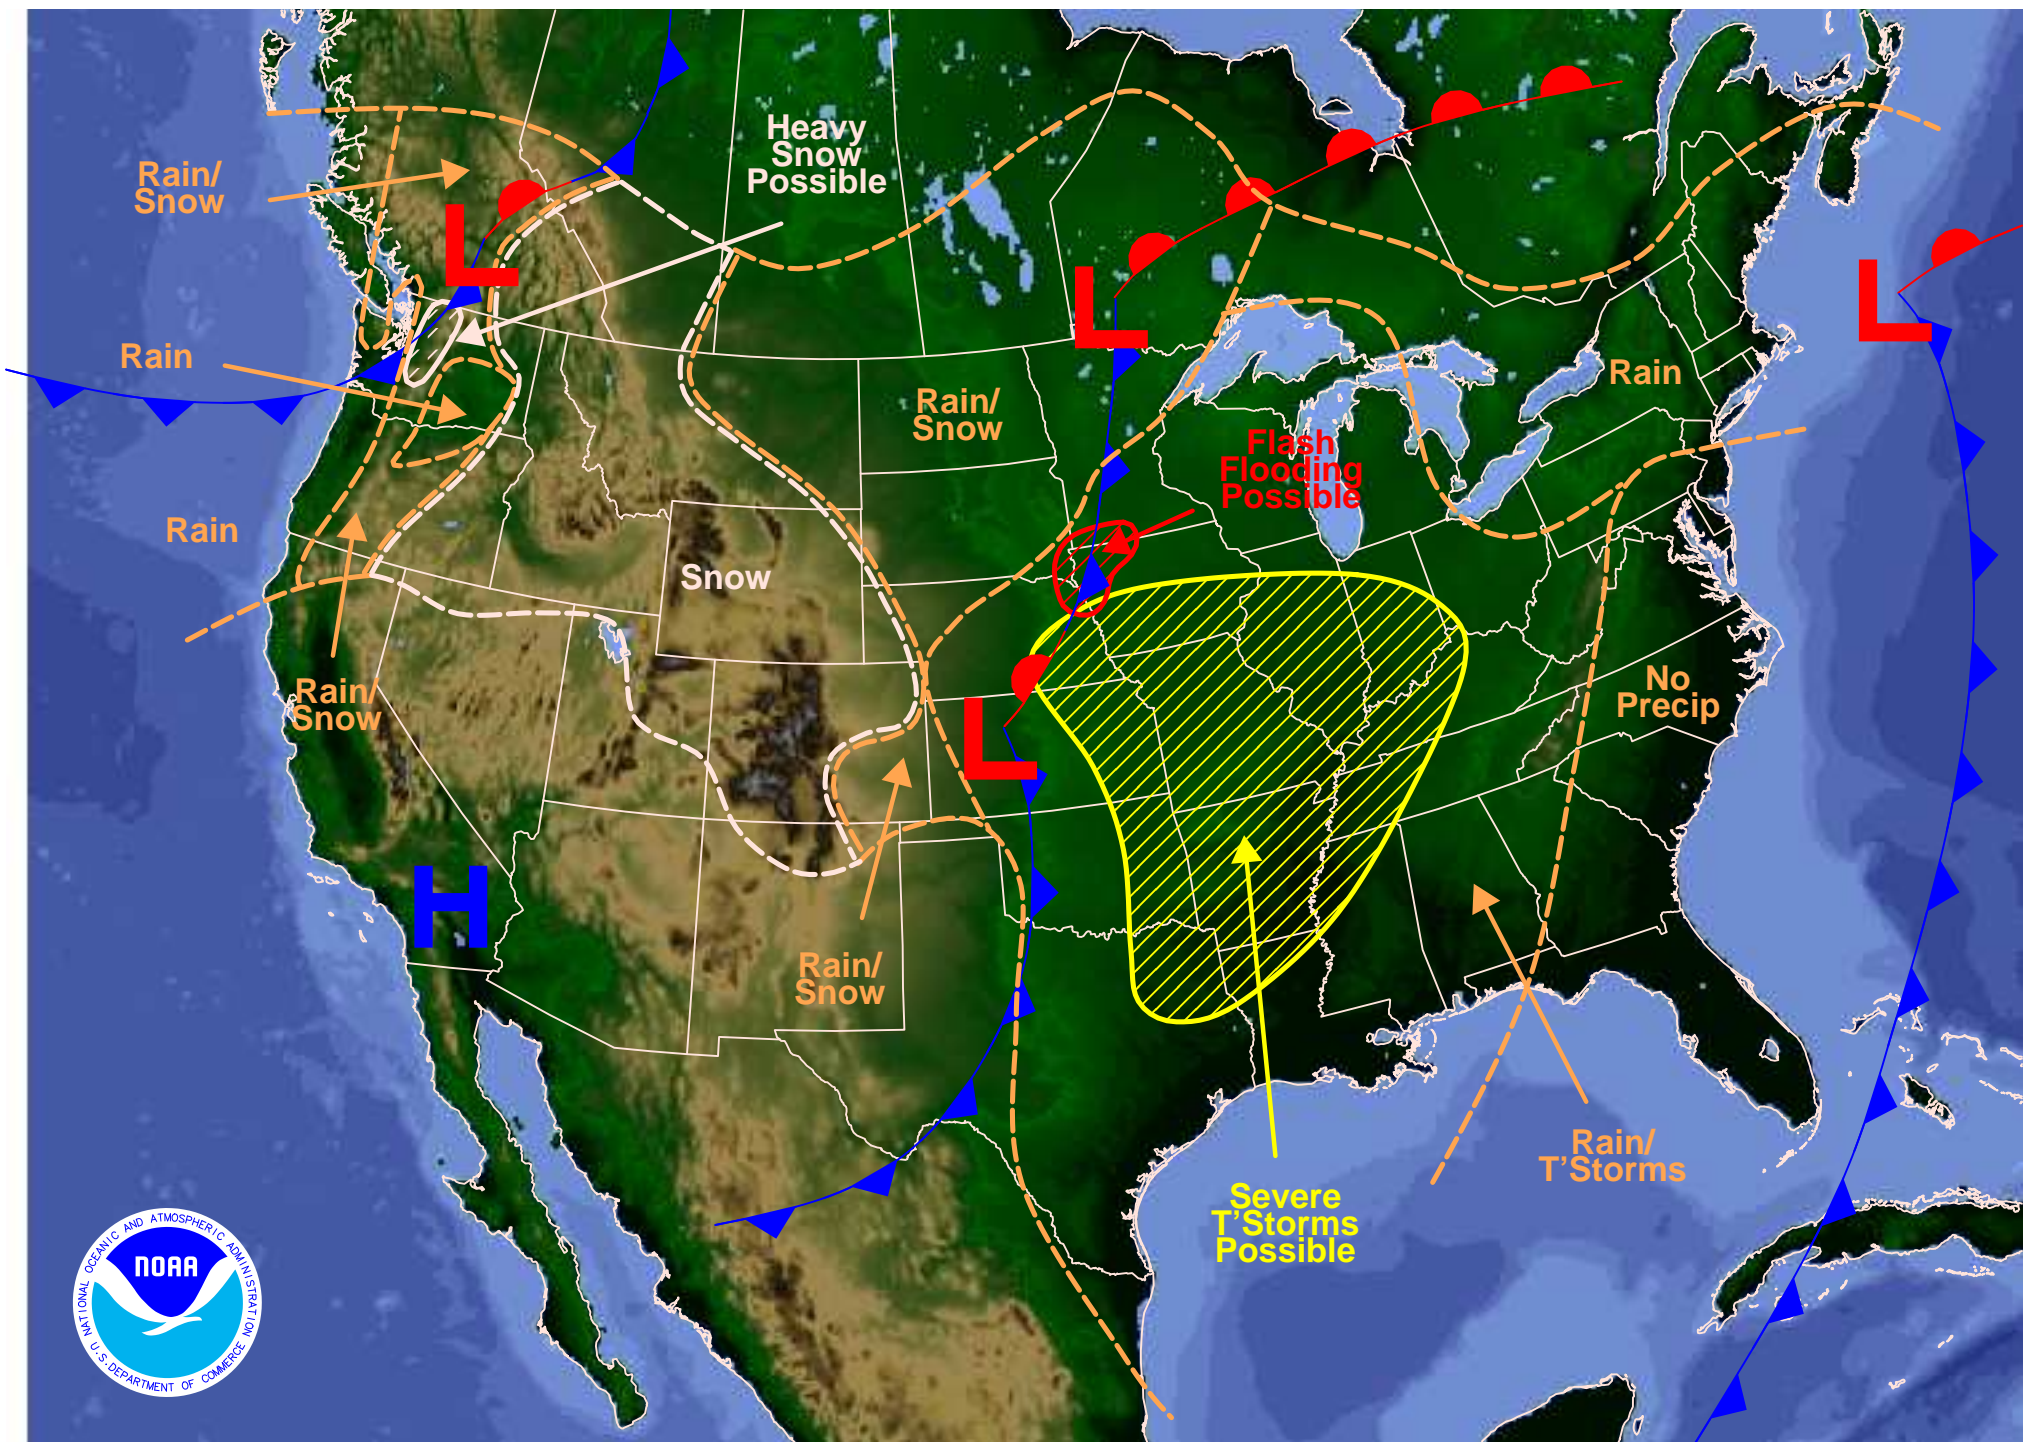 Heavy
Snow
Possible
Rain/
Snow
L
L
L
Rain
Rain/
Snow
Rain
Flash
Flooding
Possible
Rain
Snow
Rain/
Snow
No
Precip
L
H
Rain/
Snow
Rain/
T'Storms
Severe
T'Storms
Possible
NATIONAL OCEANIC AND ATMOSPHERIC ADMINISTRATION
NOAA
U.S. DEPARTMENT OF COMMERCE